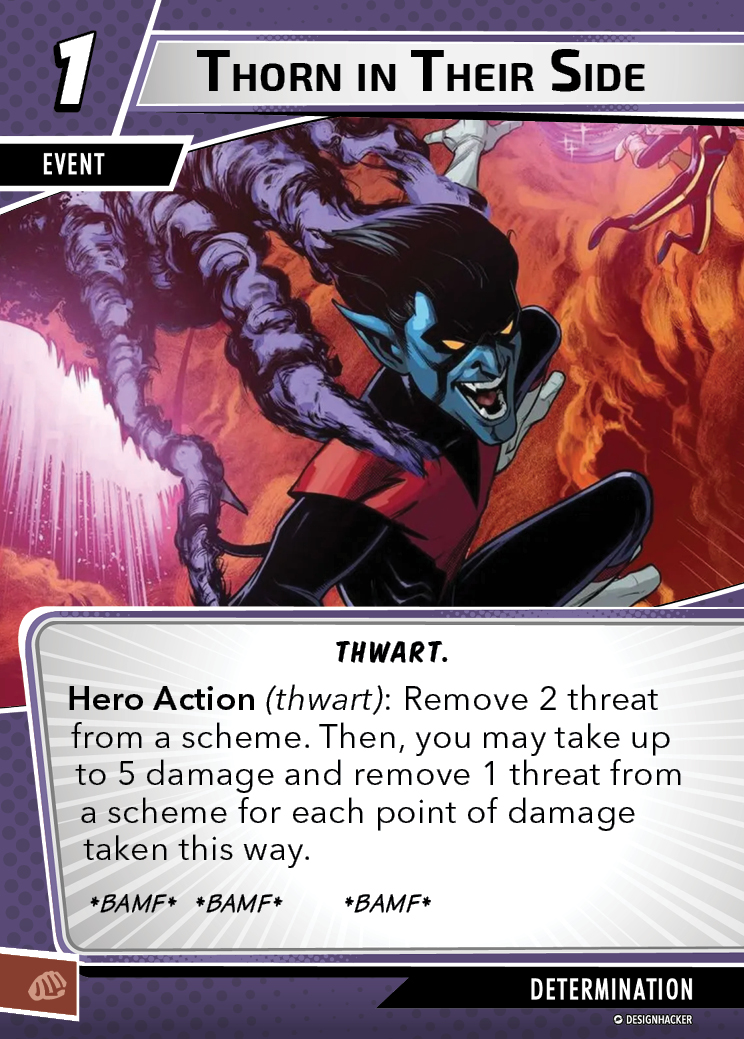 1
THORN IN THEIR SIDE
EVENT
THWART.
Hero Action (thwart): Remove 2 threat
from a scheme. Then, you may take up
to 5 damage and remove 1 threat from
a scheme for each point of damage
taken this way.
*BAMF* *BAMF* *BAMF*
DETERMINATION
DESIGNHACKER